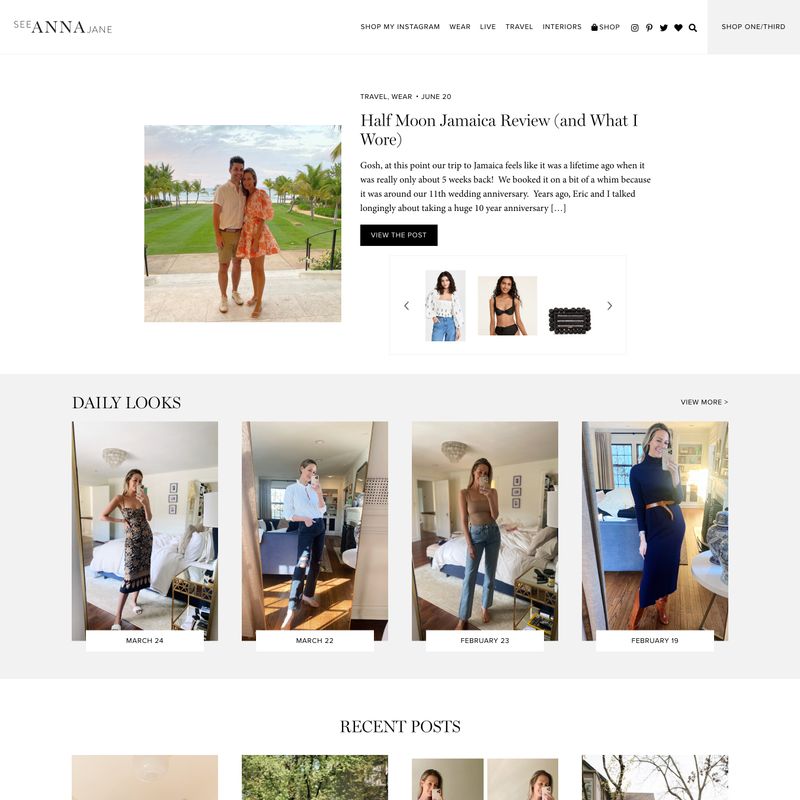 SEEANNAJANE
SHOP MY INSTAGRAM WEAR LIVE TRAVEL INTERIORS SHOP SHOP ONE/THIRD
TRAVEL, WEAR • JUNE 20
Half Moon Jamaica Review (and What I
Wore)
Gosh, at this point our trip to Jamaica feels like it was a lifetime ago when it
was really only about 5 weeks back! We booked it on a bit of a whim because
it was around our 11th wedding anniversary. Years ago, Eric and I talked
longingly about taking a huge 10 year anniversary […]
VIEW THE POST
DAILY LOOKS
VIEW MORE >
MARCH 24
MARCH 22
FEBRUARY 23
FEBRUARY 19
RECENT POSTS